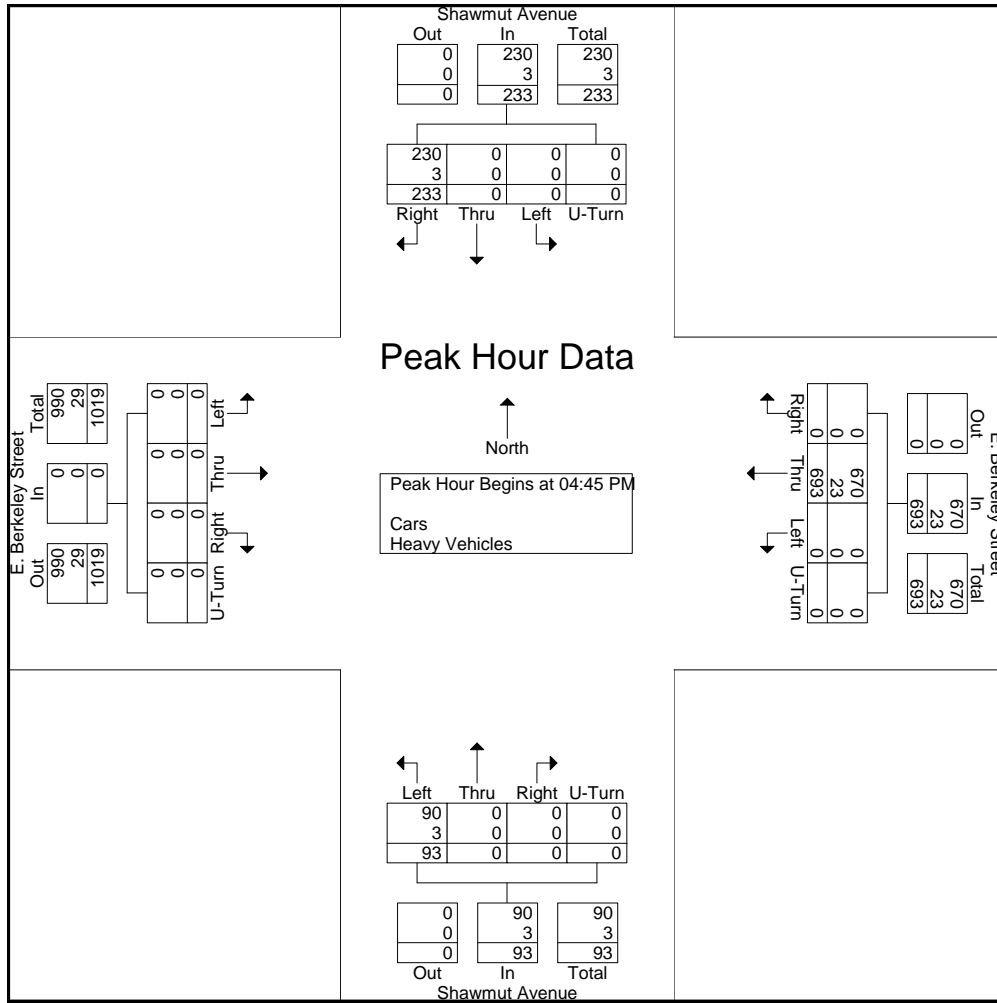 Shawmut Avenue
Out In Total
0 230 230
0 3 3
0 233 233
230 0 0 0
3 0 0 0
233 0 0 0
Right Thru Left U-Turn
Peak Hour Data
North
Peak Hour Begins at 04:45 PM
Cars
Heavy Vehicles
E. Berkeley Street
Out In Total
990 0 990
29 0 29
1019 0 1019
U-Turn Right Thru Left
0 0 0 0
0 0 0 0
0 0 0 0
E. Berkeley Street
Out In Total
0 670 670
0 23 23
0 693 693
Right Thru Left U-Turn
0 670 0 0
0 23 0 0
0 693 0 0
Left Thru Right U-Turn
90 0 0 0
3 0 0 0
93 0 0 0
0 90 90
0 3 3
0 93 93
Out In Total
Shawmut Avenue